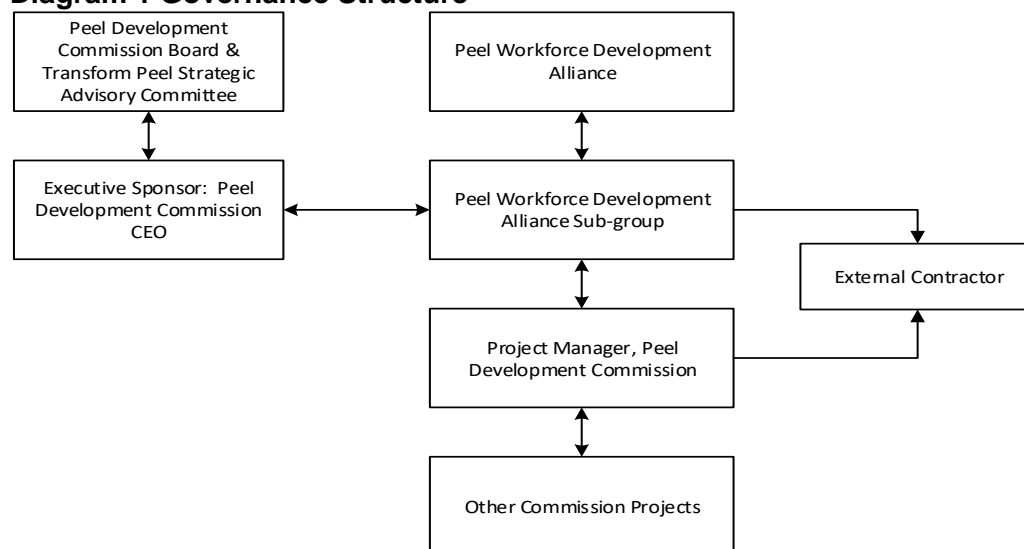 Diagram 1 Governance Structure
Peel Development
Commission Board &
Transform Peel Strategic
Advisory Committee
Peel Workforce Development
Alliance
Executive Sponsor: Peel
Development Commission
CEO
Peel Workforce Development
Alliance Sub-group
External Contractor
Project Manager, Peel
Development Commission
Other Commission Projects